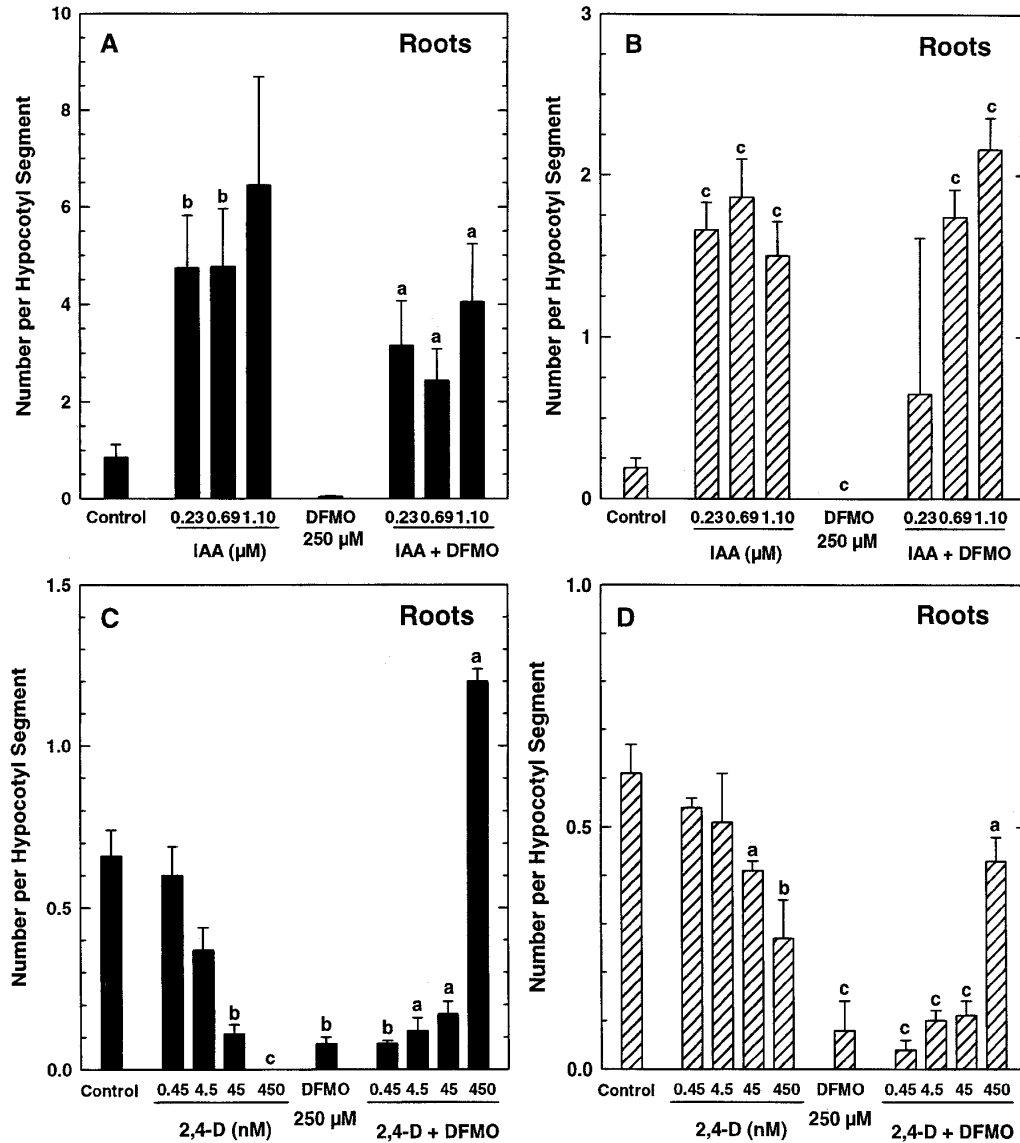 A
Roots
Number per Hypocotyl Segment
10
8
6
4
2
0
b
b
a
a
a
Control
0.23 0.69 1.10
IAA (µM)
DFMO
250 µM
0.23 0.69 1.10
IAA + DFMO
B
Roots
Number per Hypocotyl Segment
3
2
1
0
c
c
c
c
c
c
Control
0.23 0.69 1.10
IAA (µM)
DFMO
250 µM
0.23 0.69 1.10
IAA + DFMO
C
Roots
Number per Hypocotyl Segment
1.5
1.0
0.5
0.0
b
c
b
b
a
a
a
Control
0.45 4.5 45 450
2,4-D (nM)
DFMO
250 µM
0.45 4.5 45 450
2,4-D + DFMO
D
Roots
Number per Hypocotyl Segment
1.0
0.5
0.0
a
b
c
c
c
c
a
Control
0.45 4.5 45 450
2,4-D (nM)
DFMO
250 µM
0.45 4.5 45 450
2,4-D + DFMO